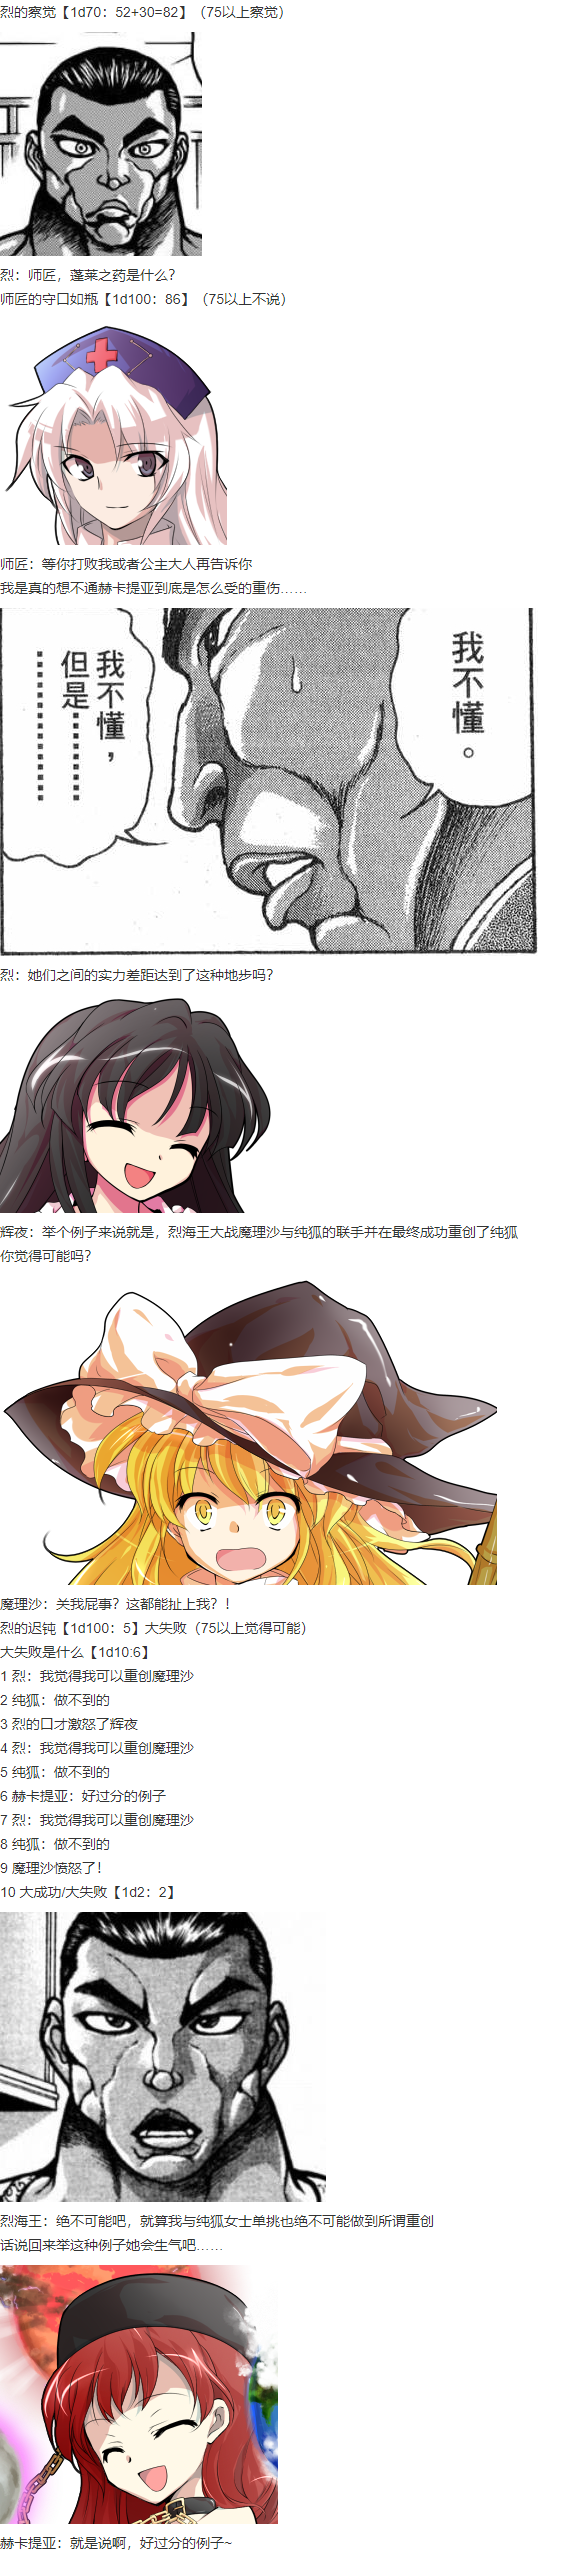 烈的察觉【1d70：52+30=82】（75以上察觉）
烈：师匠，蓬莱之药是什么？
师匠的守口如瓶【1d100：86】（75以上不说）
师匠：等你打败我或者公主大人再告诉你
我是真的想不通赫卡提亚到底是怎么受的重伤……
我不懂。
我不懂，
但是…………
烈：她们之间的实力差距达到了这种地步吗？
辉夜：举个例子来说就是，烈海王大战魔理沙与纯狐的联手并在最终成功重创了纯狐
你觉得可能吗？
魔理沙：关我屁事？这都能扯上我？！
烈的迟钝【1d100：5】大失败（75以上觉得可能）
大失败是什么【1d10:6】
1 烈：我觉得我可以重创魔理沙
2 纯狐：做不到的
3 烈的口才激怒了辉夜
4 烈：我觉得我可以重创魔理沙
5 纯狐：做不到的
6 赫卡提亚：好过分的例子
7 烈：我觉得我可以重创魔理沙
8 纯狐：做不到的
9 魔理沙愤怒了！
10 大成功/大失败【1d2：2】
烈海王：绝不可能吧，就算我与纯狐女士单挑也绝不可能做到所谓重创
话说回来举这种例子她会生气吧……
赫卡提亚：就是说啊，好过分的例子~